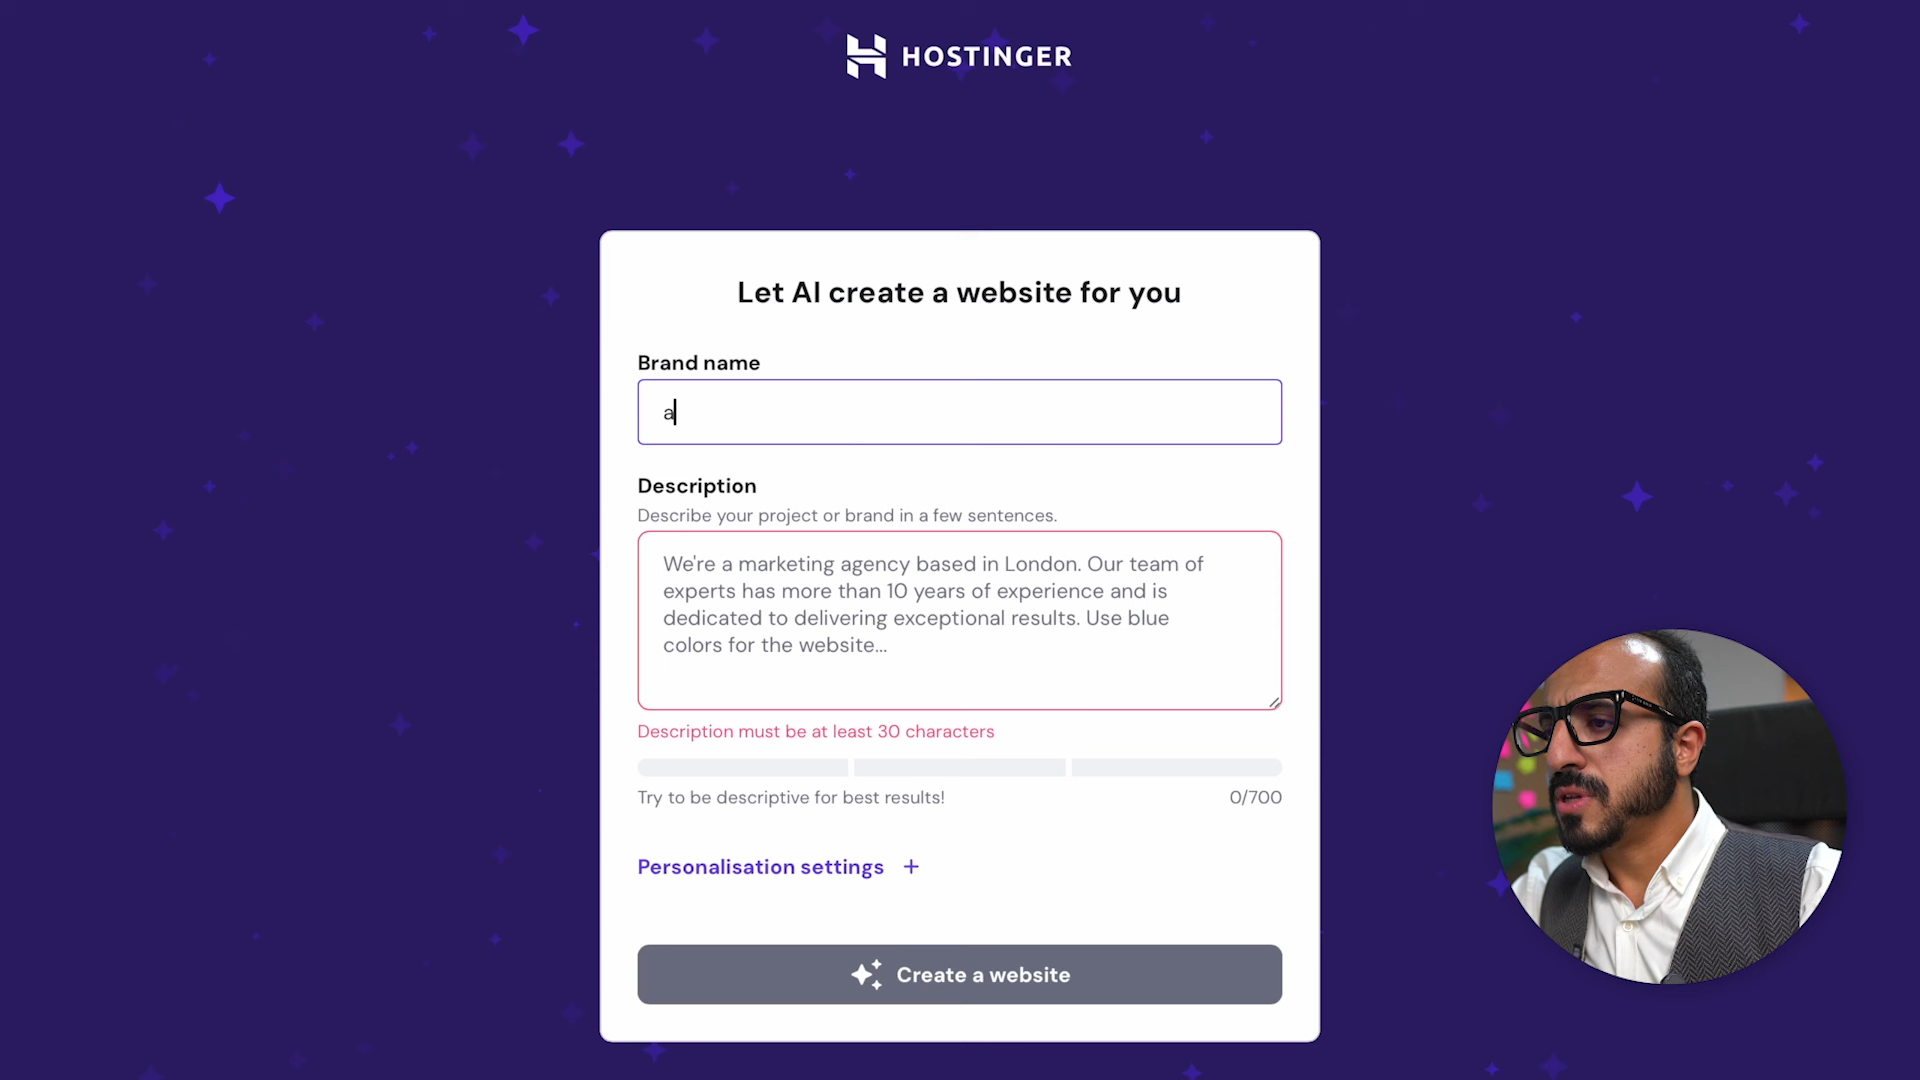 HOSTINGER
Let AI create a website for you
Brand name
a
Description
Describe your project or brand in a few sentences.
We're a marketing agency based in London. Our team of
experts has more than 10 years of experience and is
dedicated to delivering exceptional results. Use blue
colors for the website...
Description must be at least 30 characters
Try to be descriptive for best results! 0/700
Personalisation settings +
Create a website